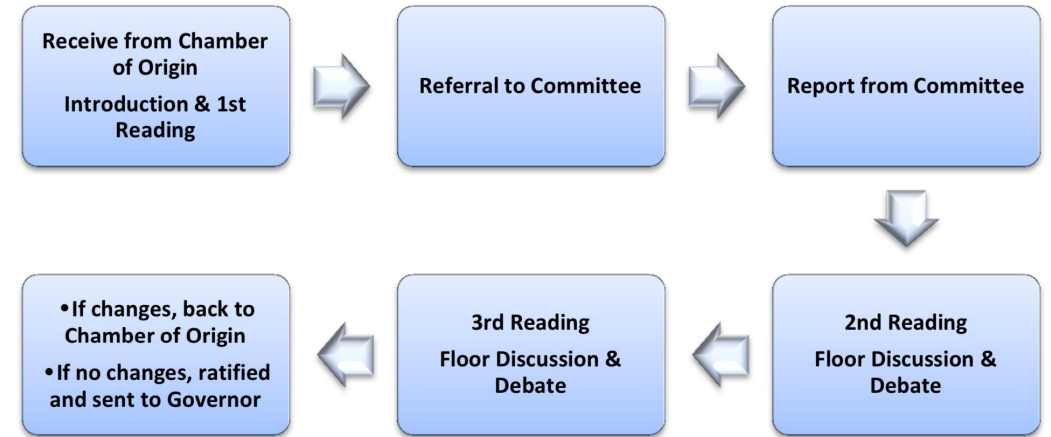 Receive from Chamber
of Origin
Introduction & 1st
Reading
Referral to Committee
Report from Committee
2nd Reading
Floor Discussion &
Debate
3rd Reading
Floor Discussion &
Debate
•If changes, back to
Chamber of Origin
•If no changes, ratified
and sent to Governor